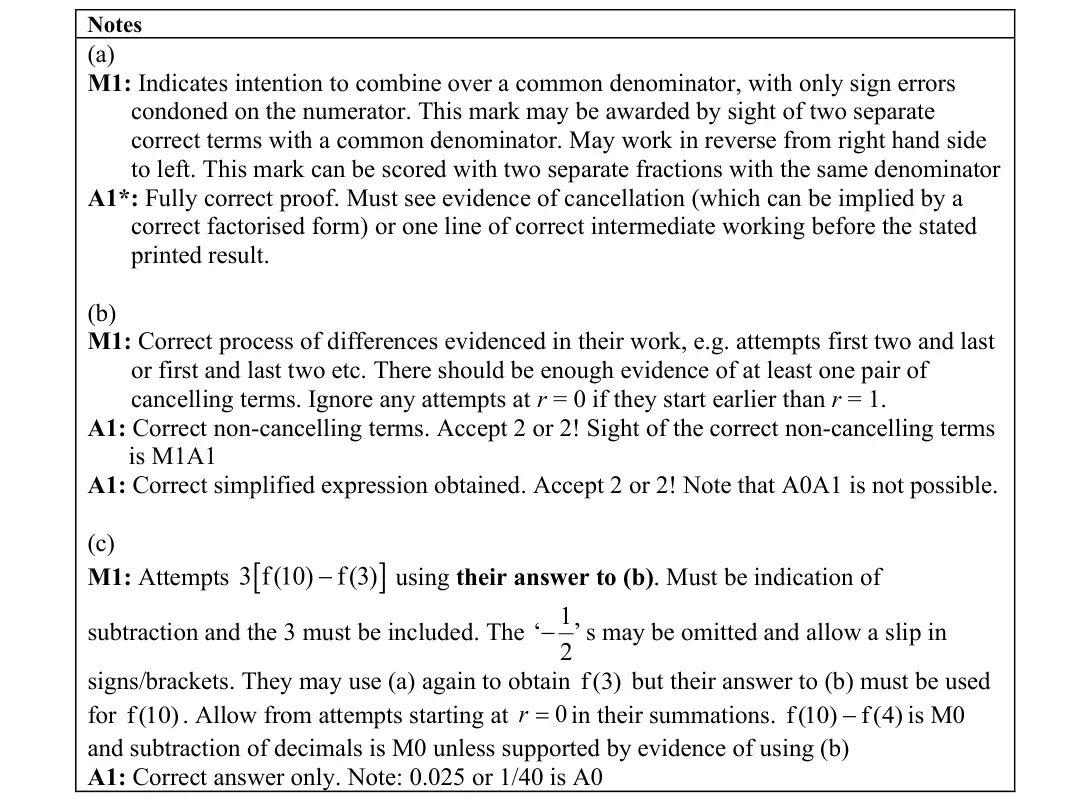 Notes
(a)
M1: Indicates intention to combine over a common denominator, with only sign errors
condoned on the numerator. This mark may be awarded by sight of two separate
correct terms with a common denominator. May work in reverse from right hand side
to left. This mark can be scored with two separate fractions with the same denominator
A1*: Fully correct proof. Must see evidence of cancellation (which can be implied by a
correct factorised form) or one line of correct intermediate working before the stated
printed result.
(b)
M1: Correct process of differences evidenced in their work, e.g. attempts first two and last
or first and last two etc. There should be enough evidence of at least one pair of
cancelling terms. Ignore any attempts at r = 0 if they start earlier than r = 1.
A1: Correct non-cancelling terms. Accept 2 or 2! Sight of the correct non-cancelling terms
is M1A1
A1: Correct simplified expression obtained. Accept 2 or 2! Note that A0A1 is not possible.
(c)
M1: Attempts 3[f(10) − f(3)] using their answer to (b). Must be indication of
subtraction and the 3 must be included. The ‘−1/2’ s may be omitted and allow a slip in
signs/brackets. They may use (a) again to obtain f(3) but their answer to (b) must be used
for f(10). Allow from attempts starting at r = 0 in their summations. f(10) − f(4) is M0
and subtraction of decimals is M0 unless supported by evidence of using (b)
A1: Correct answer only. Note: 0.025 or 1/40 is A0